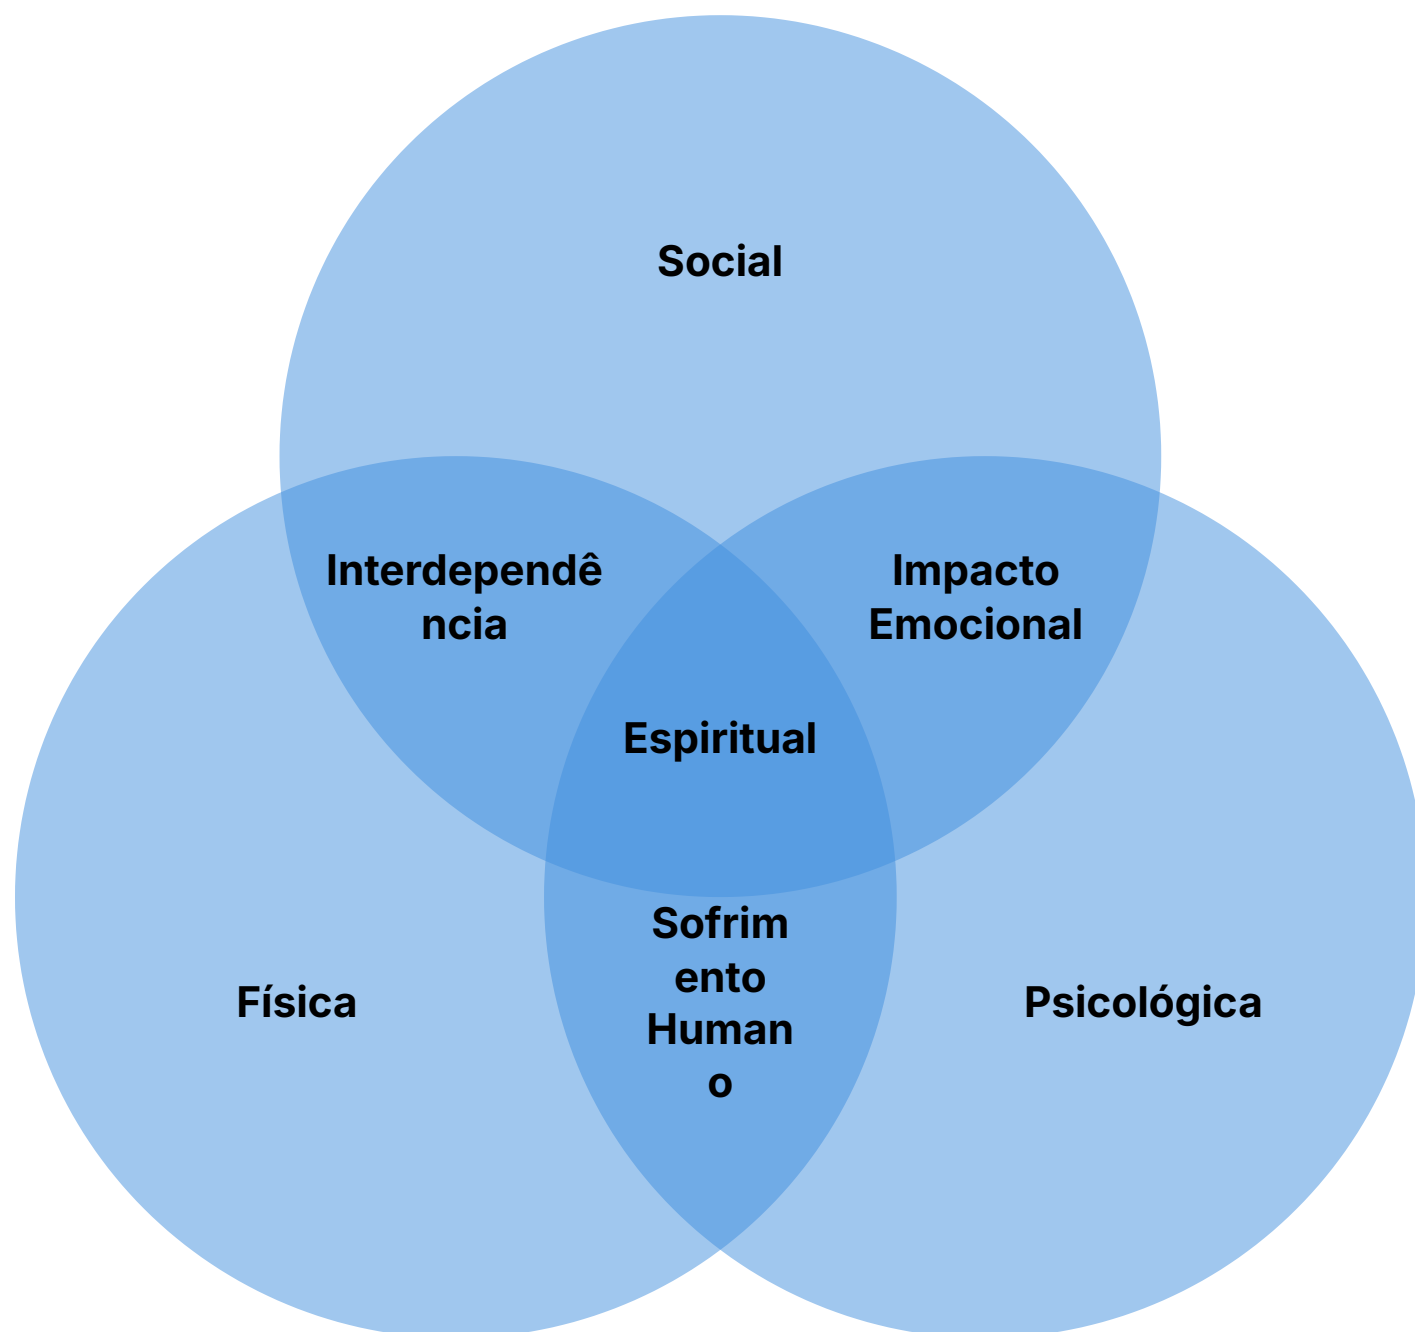 Social
Interdependê
ncia
Impacto
Emocional
Espiritual
Sofrim
ento
Human
o
Física
Psicológica